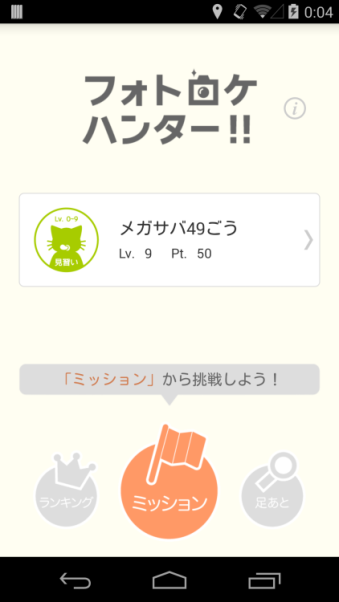 0:04
フォトロケ
ハンター!!
i
Lv. 0-9
見習い
メガサバ49ごう
Lv. 9 Pt. 50
「ミッション」から挑戦しよう！
ランキング
ミッション
足あと